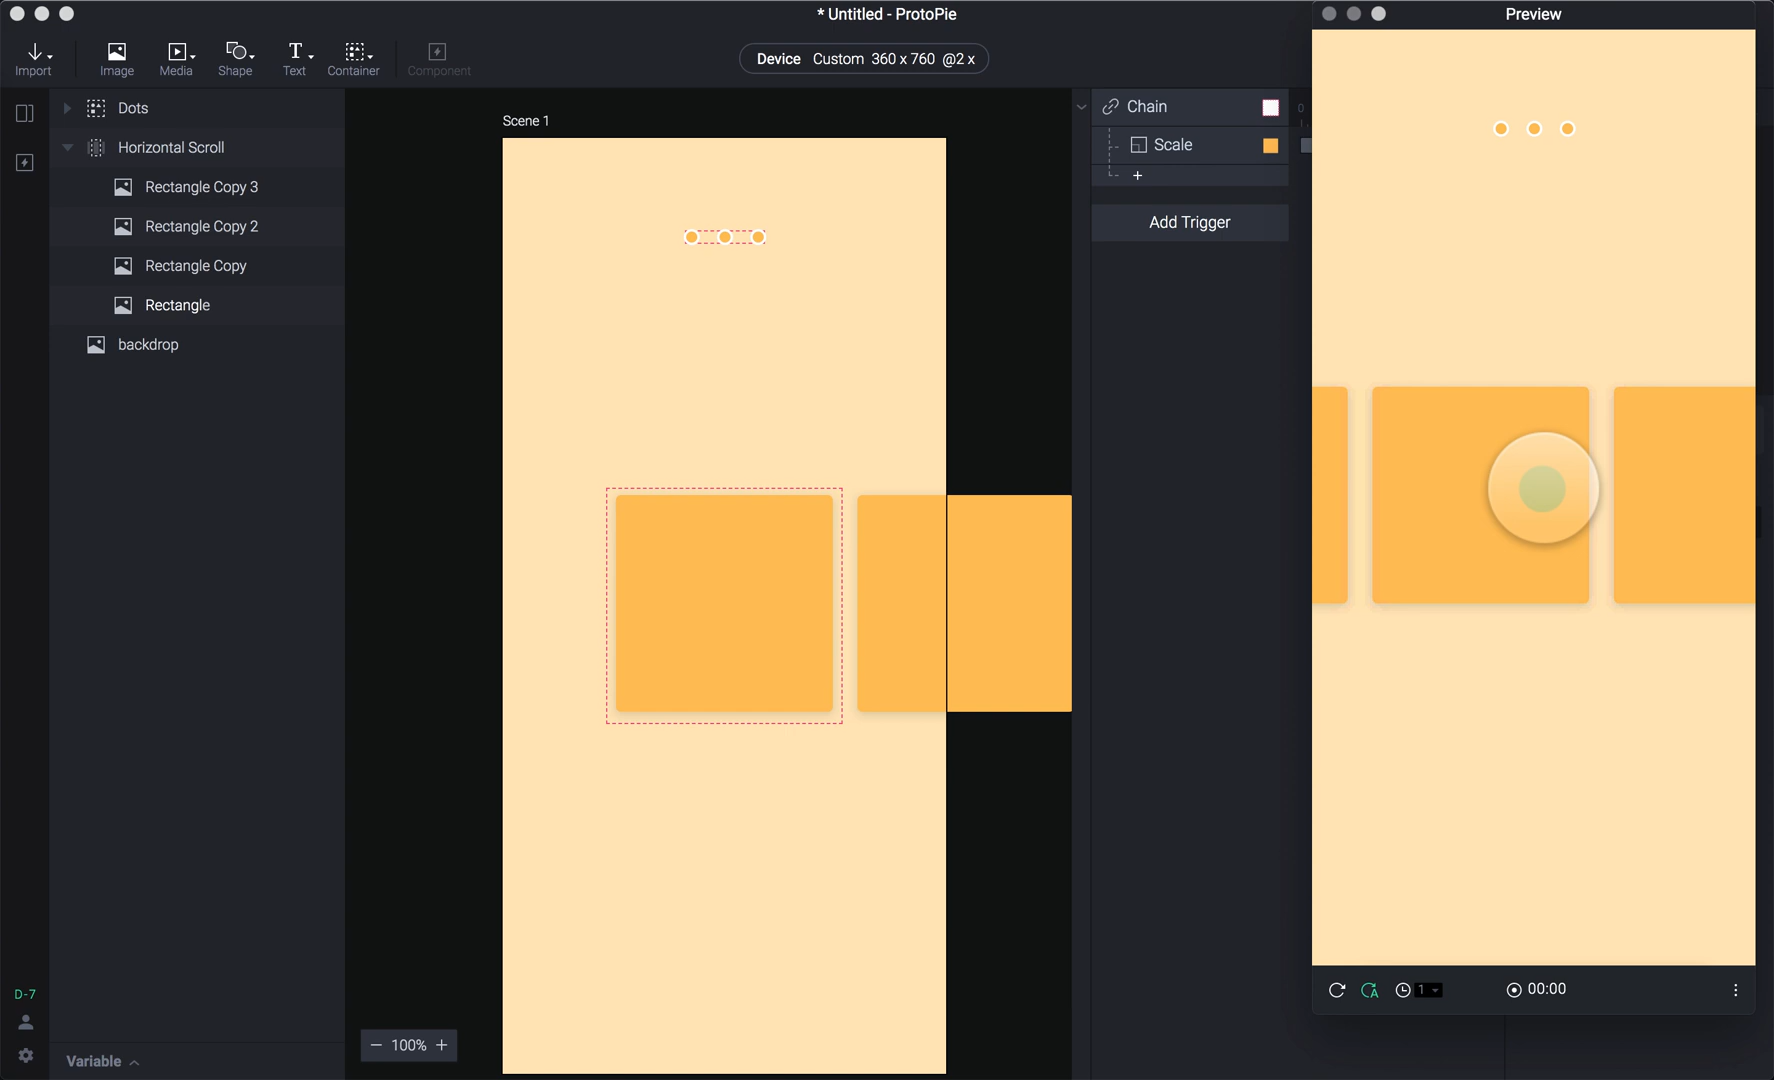 * Untitled - ProtoPie
Preview
Import
Image
Media
Shape
Text
Container
Component
Device Custom 360 x 760 @2 x
Dots
Horizontal Scroll
Rectangle Copy 3
Rectangle Copy 2
Rectangle Copy
Rectangle
backdrop
Scene 1
Chain
0
Scale
+
Add Trigger
D-7
Variable
— 100% +
A
1
00:00